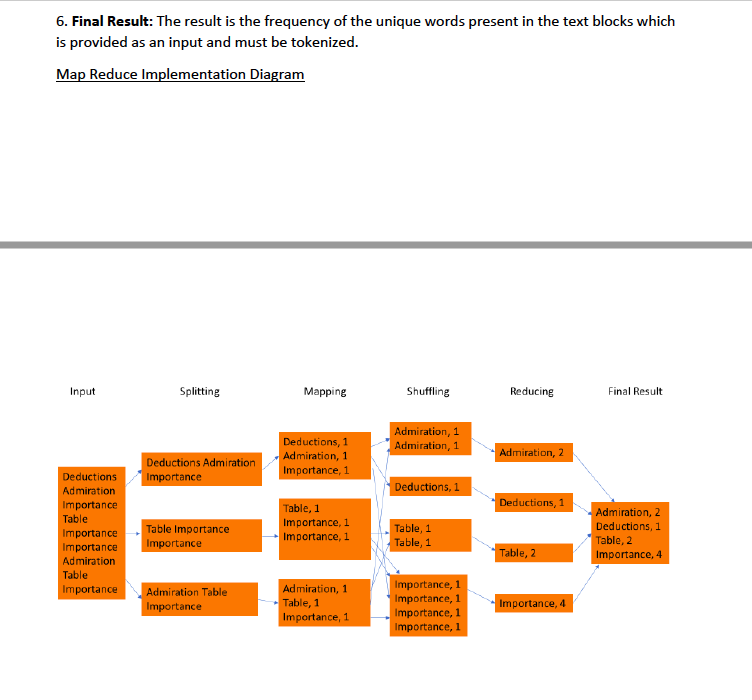 6. Final Result: The result is the frequency of the unique words present in the text blocks which
is provided as an input and must be tokenized.
Map Reduce Implementation Diagram
Input
Splitting
Mapping
Shuffling
Reducing
Final Result
Deductions
Admiration
Importance
Table
Importance
Importance
Admiration
Table
Importance
Deductions Admiration
Importance
Table Importance
Importance
Admiration Table
Importance
Deductions, 1
Admiration, 1
Importance, 1
Table, 1
Importance, 1
Importance, 1
Admiration, 1
Table, 1
Importance, 1
Admiration, 1
Admiration, 1
Deductions, 1
Table, 1
Table, 1
Importance, 1
Importance, 1
Importance, 1
Importance, 1
Admiration, 2
Deductions, 1
Table, 2
Importance, 4
Admiration, 2
Deductions, 1
Table, 2
Importance, 4